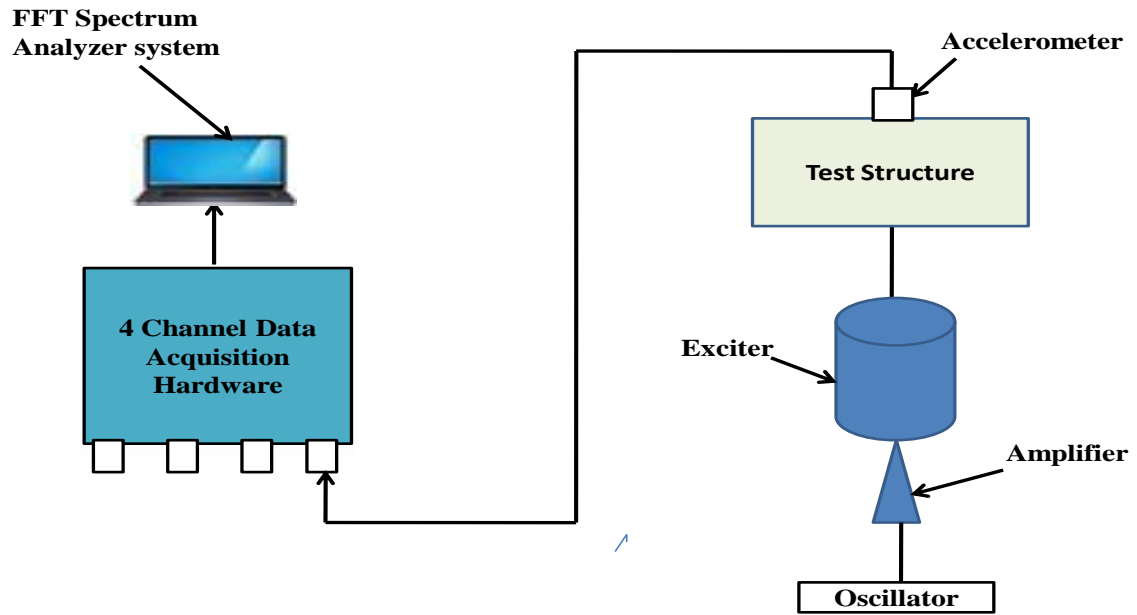 FFT Spectrum
Analyzer system
Accelerometer
Test Structure
4 Channel Data
Acquisition
Hardware
Exciter
Amplifier
Oscillator